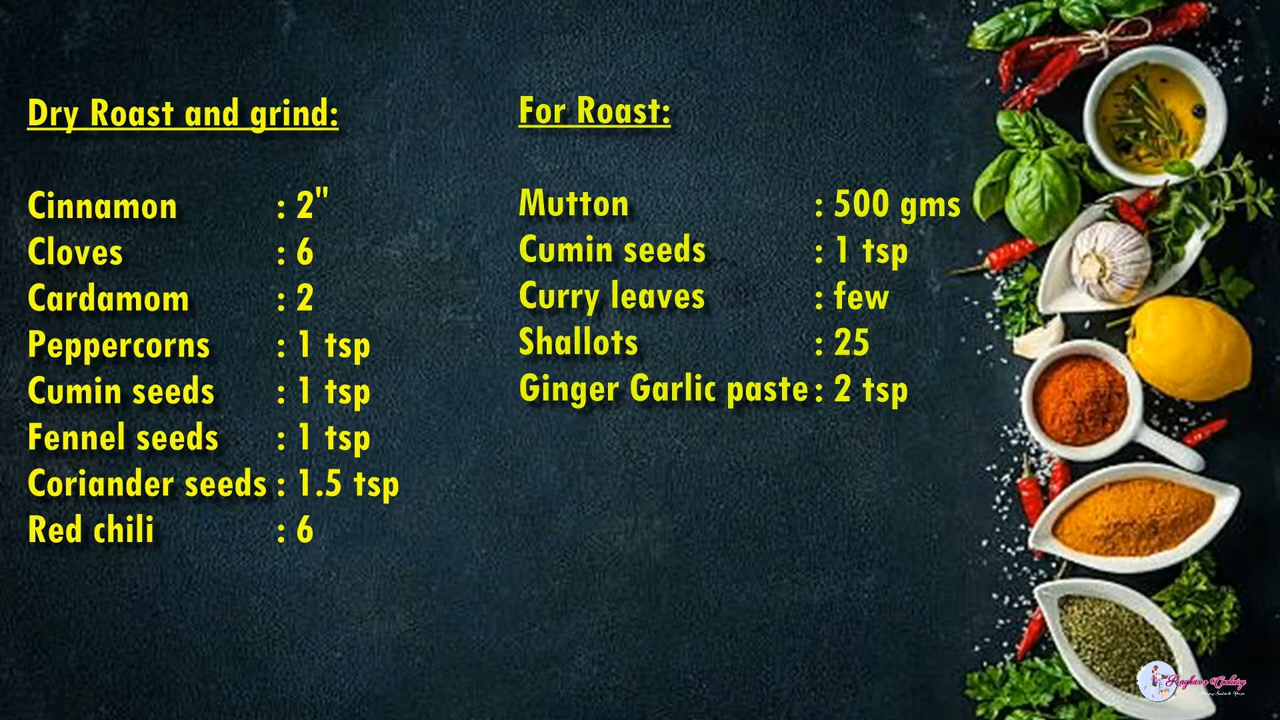 Dry Roast and grind:
Cinnamon : 2"
Cloves : 6
Cardamom : 2
Peppercorns : 1 tsp
Cumin seeds : 1 tsp
Fennel seeds : 1 tsp
Coriander seeds : 1.5 tsp
Red chili : 6
For Roast:
Mutton : 500 gms
Cumin seeds : 1 tsp
Curry leaves : few
Shallots : 25
Ginger Garlic paste : 2 tsp